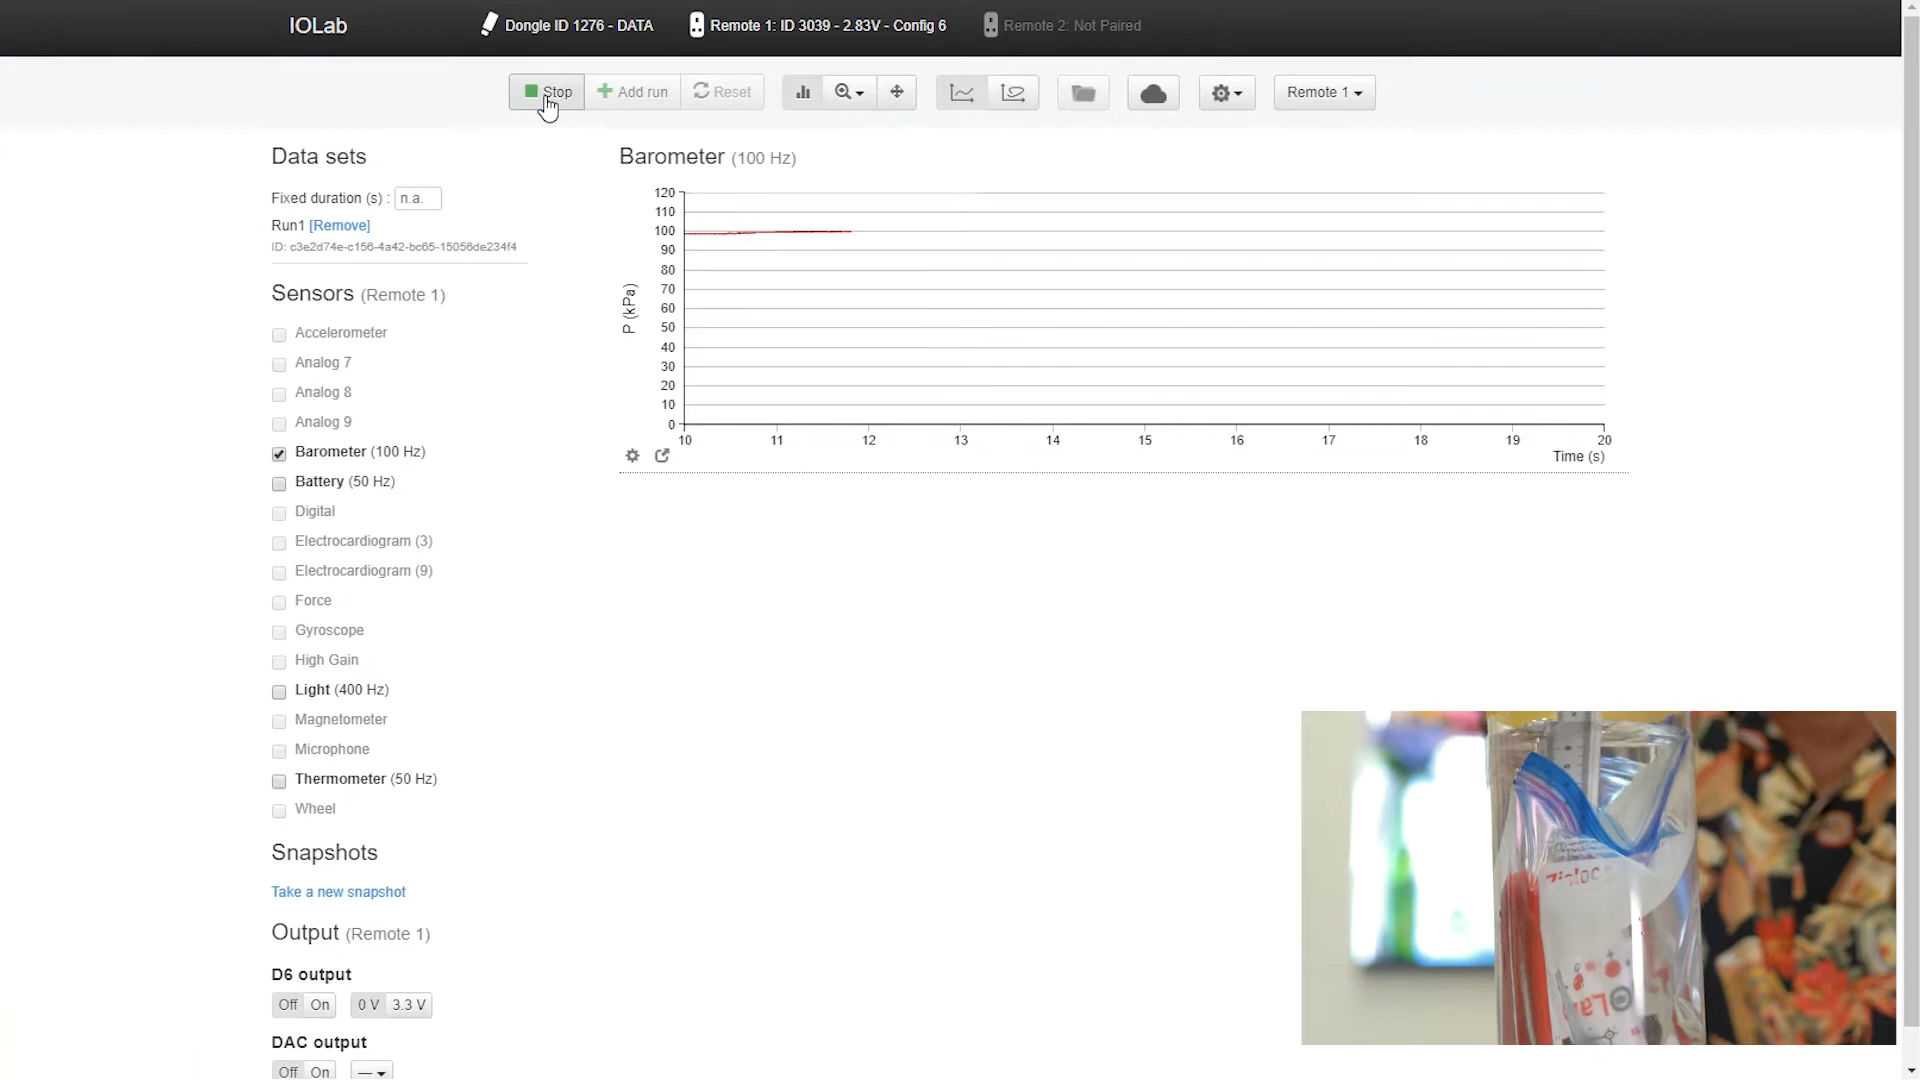 IOLab
Dongle ID 1276 - DATA
Remote 1: ID 3039 - 2.83V - Config 6
Remote 2: Not Paired
Stop
Add run
Reset
Remote 1
Data sets
Fixed duration (s) : n.a.
Run1 [Remove]
ID: c3e2d74e-c156-4a42-bc65-15056de234f4
Sensors (Remote 1)
Accelerometer
Analog 7
Analog 8
Analog 9
Barometer (100 Hz)
Battery (50 Hz)
Digital
Electrocardiogram (3)
Electrocardiogram (9)
Force
Gyroscope
High Gain
Light (400 Hz)
Magnetometer
Microphone
Thermometer (50 Hz)
Wheel
Snapshots
Take a new snapshot
Output (Remote 1)
D6 output
Off On 0 V 3.3 V
DAC output
Off On —
Barometer (100 Hz)
P (kPa)
120
110
100
90
80
70
60
50
40
30
20
10
0
10 11 12 13 14 15 16 17 18 19 20
Time (s)